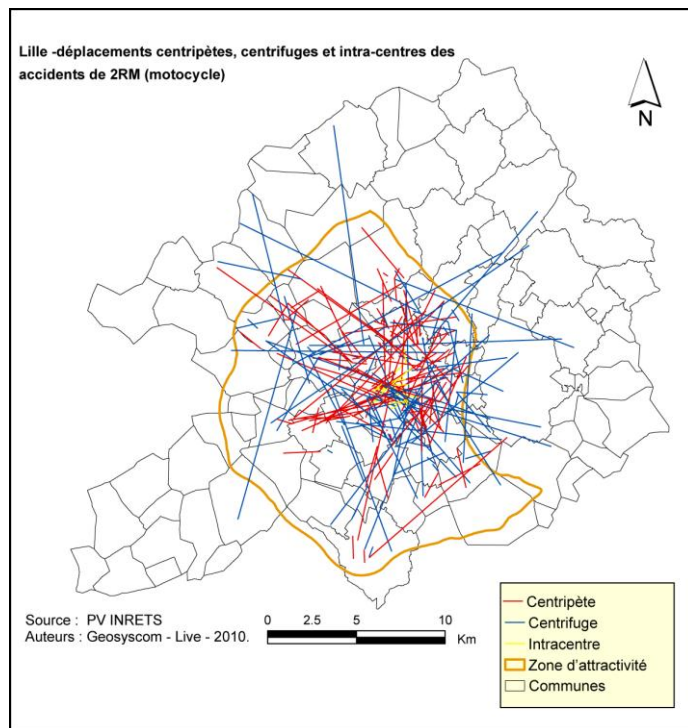 Lille -déplacements centripètes, centrifuges et intra-centres des
accidents de 2RM (motocycle)
N
Source : PV INRETS
Auteurs : Geosyscom - Live - 2010.
0 2.5 5 10
Km
Centripète
Centrifuge
Intracentre
Zone d'attractivité
Communes